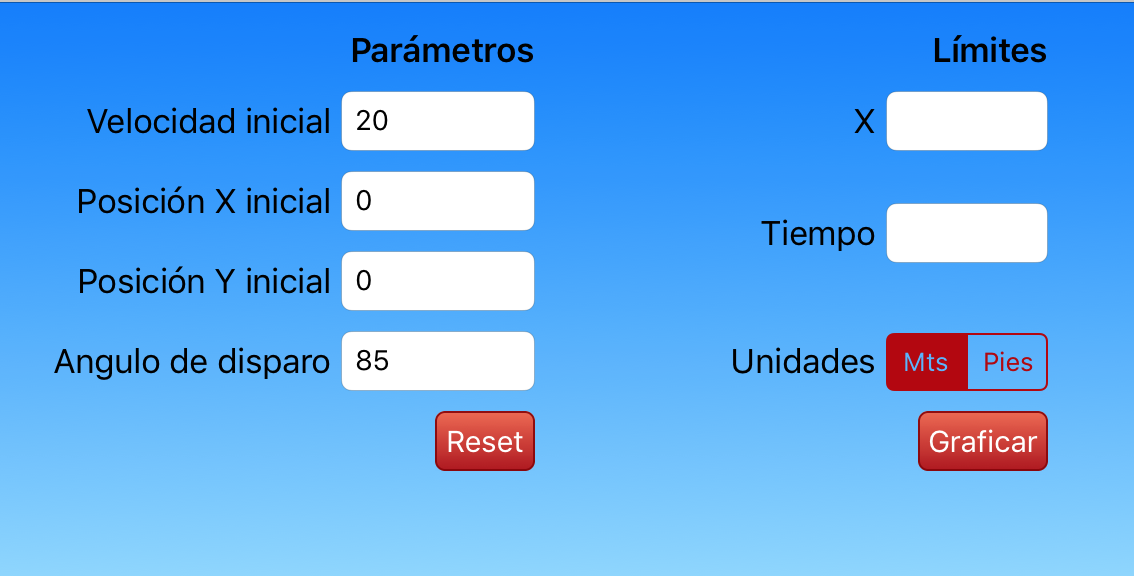 Parámetros
Velocidad inicial 20
Posición X inicial 0
Posición Y inicial 0
Angulo de disparo 85
Reset
Límites
X
Tiempo
Unidades Mts Pies
Graficar